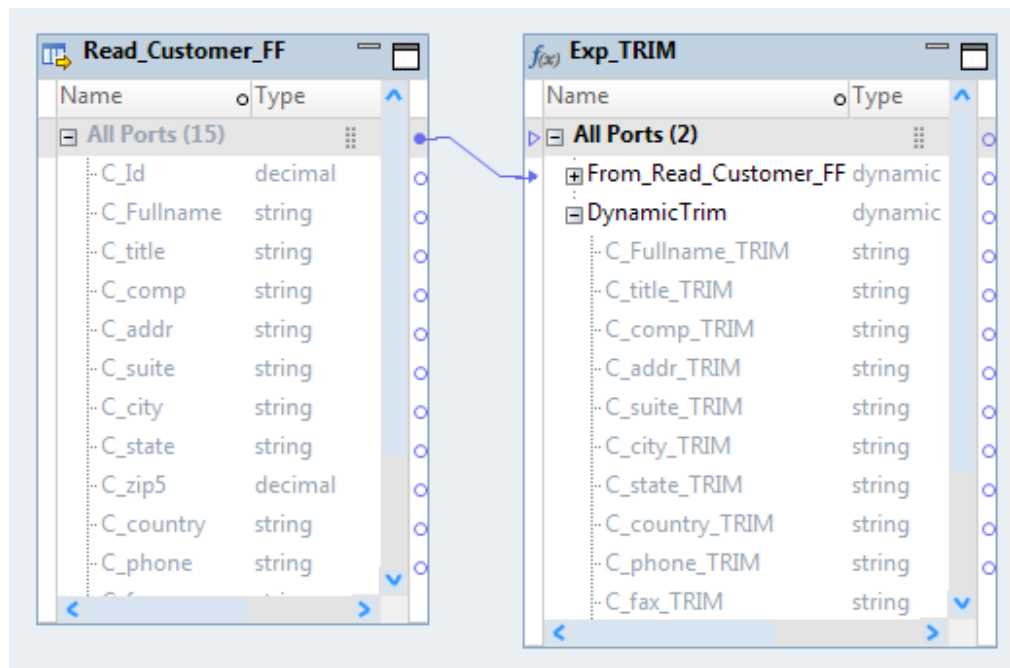 Read_Customer_FF
Name Type
All Ports (15)
C_Id decimal
C_Fullname string
C_title string
C_comp string
C_addr string
C_suite string
C_city string
C_state string
C_zip5 decimal
C_country string
C_phone string
f(x) Exp_TRIM
Name Type
All Ports (2)
From_Read_Customer_FF dynamic
DynamicTrim dynamic
C_Fullname_TRIM string
C_title_TRIM string
C_comp_TRIM string
C_addr_TRIM string
C_suite_TRIM string
C_city_TRIM string
C_state_TRIM string
C_country_TRIM string
C_phone_TRIM string
C_fax_TRIM string